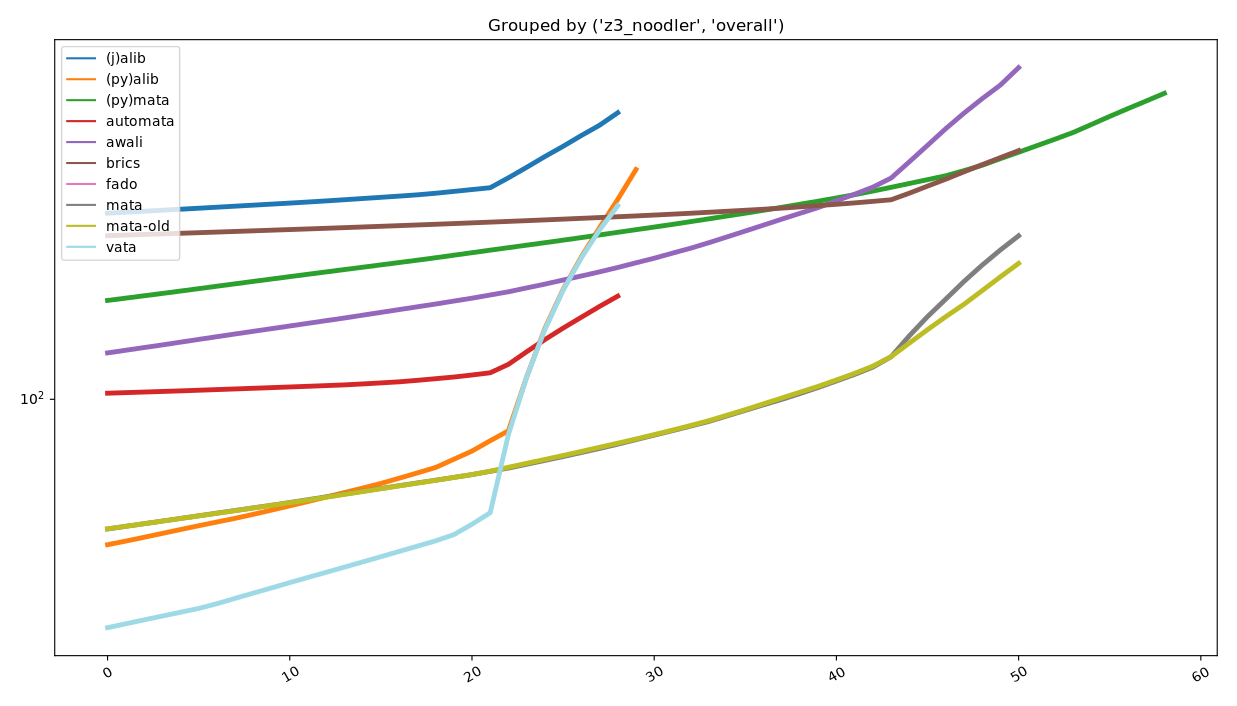 Grouped by ('z3_noodler', 'overall')
(j)alib
(py)alib
(py)mata
automata
awali
brics
fado
mata
mata-old
vata
10²
0
10
20
30
40
50
60